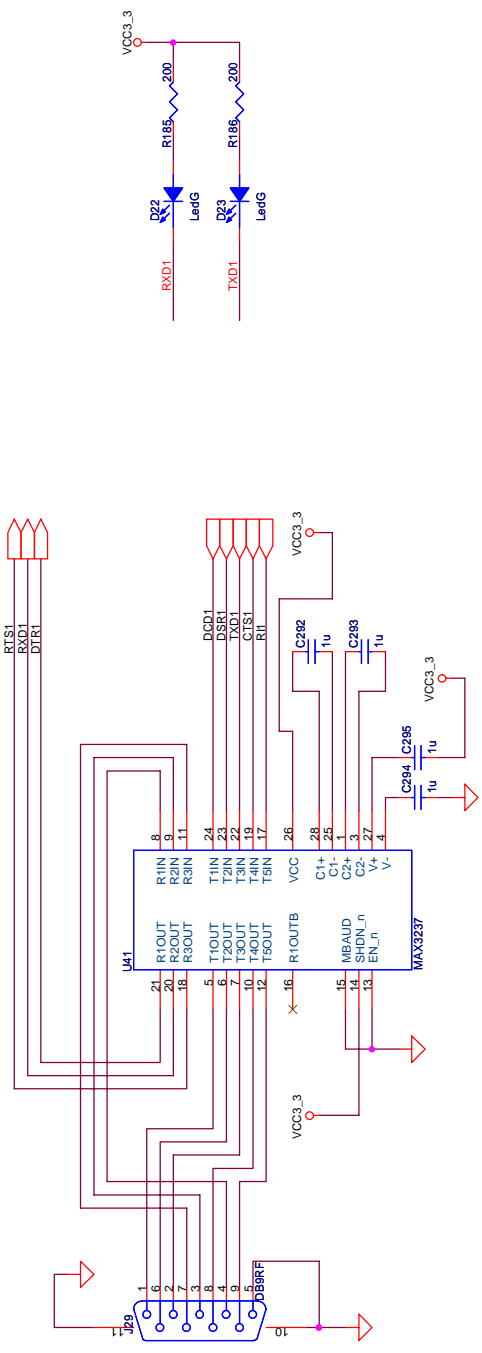 VCC3_3
200
200
R185
R186
D22
LedG
D23
LedG
RXD1
TXD1
RTS1
RXD1
DTR1
DCD1
DSR1
TXD1
CTS1
RI1
VCC3_3
C292
1u
C293
1u
VCC3_3
C295
1u
C294
1u
8
9
11
24
23
22
19
17
26
28
25
1
3
27
4
R1IN
R2IN
R3IN
T1IN
T2IN
T3IN
T4IN
T5IN
VCC
C1+
C1-
C2+
C2-
V+
V-
U41
R1OUT
R2OUT
R3OUT
T1OUT
T2OUT
T3OUT
T4OUT
T5OUT
R1OUTB
MBAUD
SHDN_n
EN_n
MAX3237
21
20
18
5
6
7
10
12
16
15
14
13
VCC3_3
1
6
2
7
3
8
4
9
5
DB9RF
J29
11
10